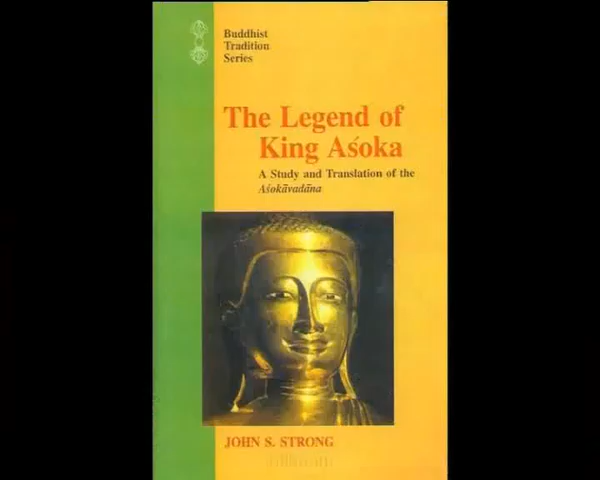 Buddhist
Tradition
Series
The Legend of
King Aśoka
A Study and Translation of the
Aśokāvadāna
JOHN S. STRONG